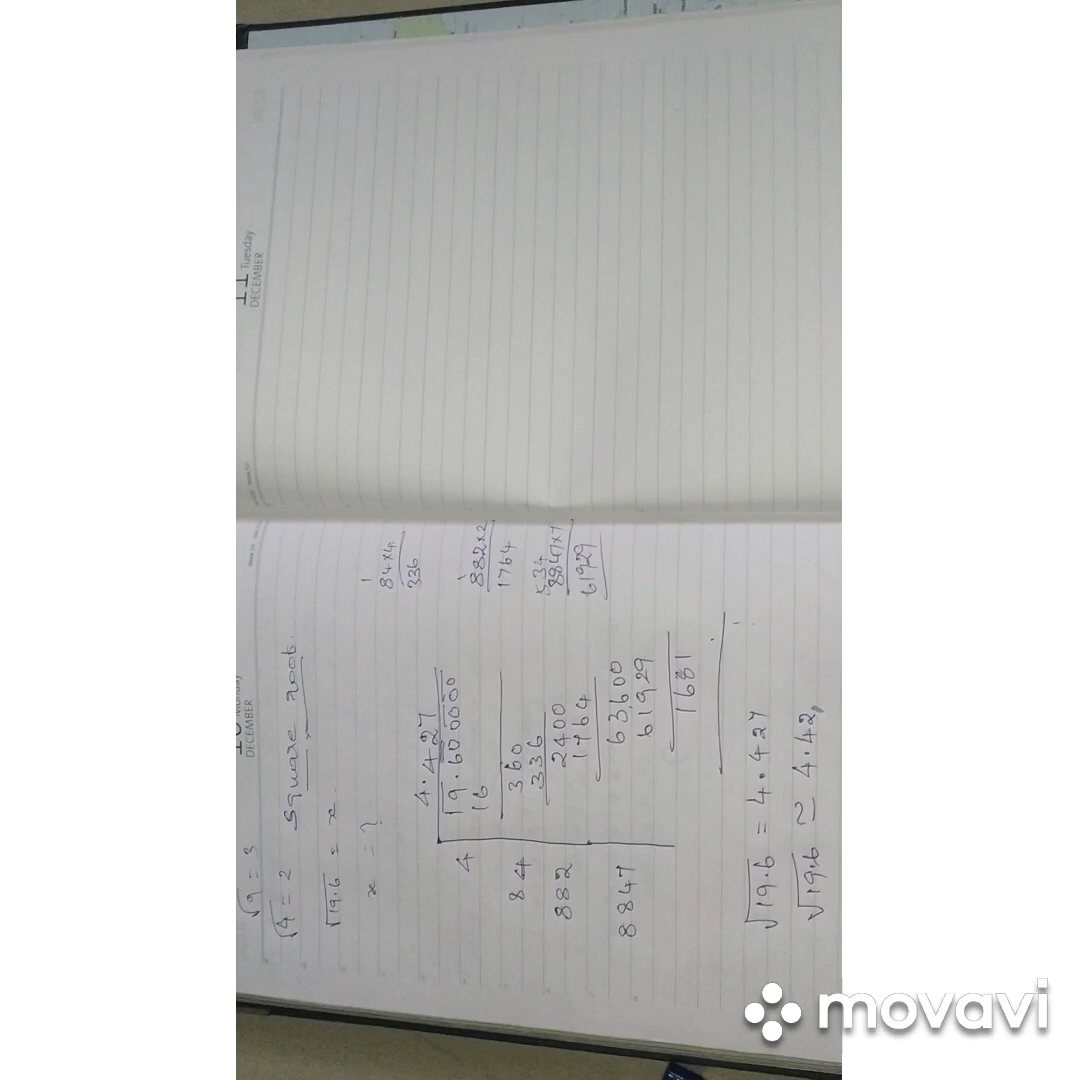 DECEMBER
11 Tuesday
DECEMBER
√9 = 3
√4 = 2 square root.
√19.6 = x
x = ?
84×4
336
882×2
1764
8847×7
61929
4.427
4 √19.600000
16
84 360
336
882 2400
1764
8847 63600
61929
1681
√19.6 = 4.427
√19.6 ≃ 4.42,
movavi